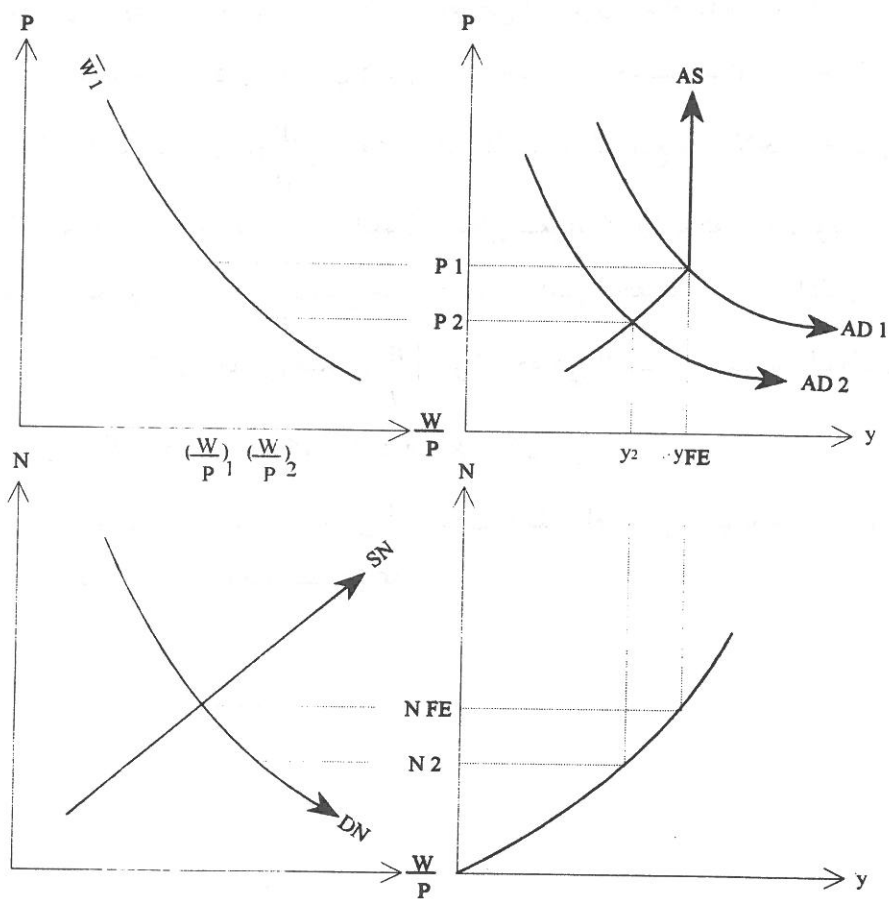 P
W̄1
P
AS
P 1
P 2
AD 1
AD 2
W/P
(W/P)1 (W/P)2
y2
yFE
y
N
SN
DN
N FE
N 2
W/P
N
y